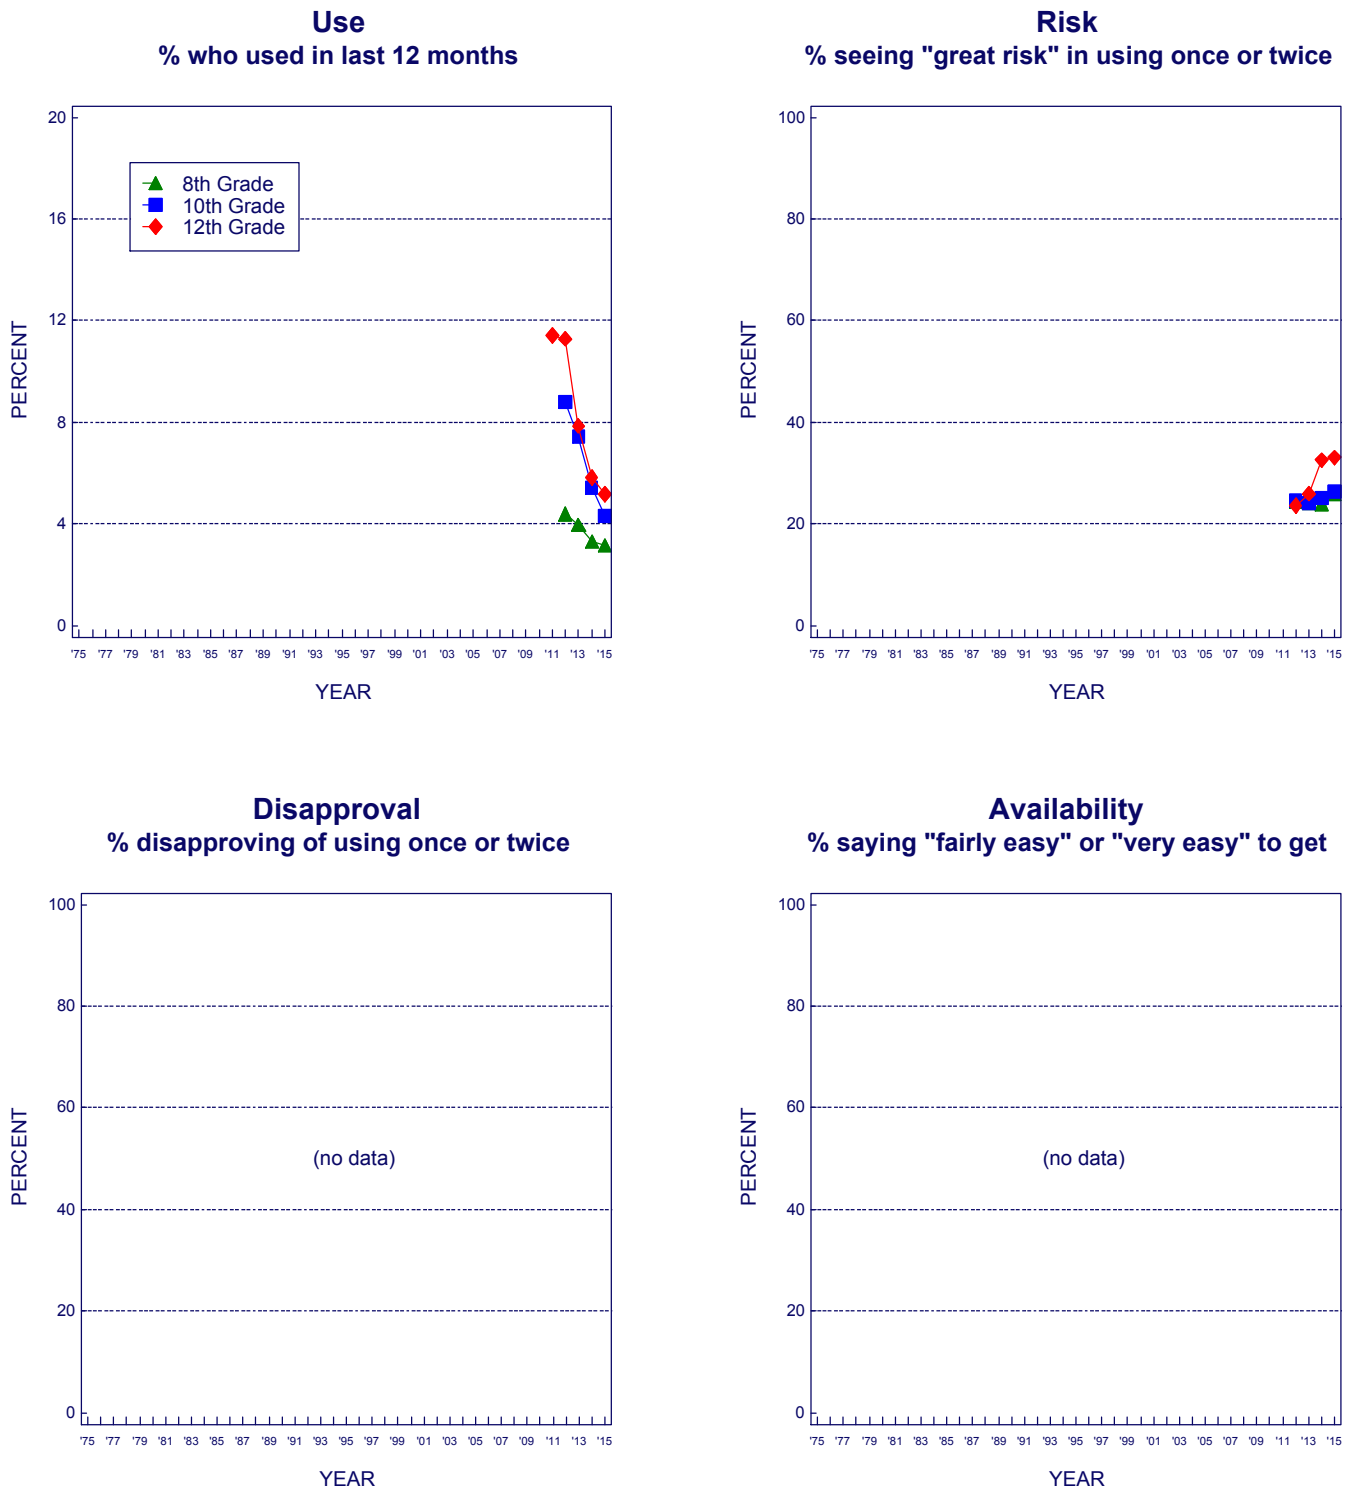 Use
% who used in last 12 months
20
16
12
8
4
0
PERCENT
8th Grade
10th Grade
12th Grade
'75 '77 '79 '81 '83 '85 '87 '89 '91 '93 '95 '97 '99 '01 '03 '05 '07 '09 '11 '13 '15
YEAR
Risk
% seeing "great risk" in using once or twice
100
80
60
40
20
0
PERCENT
'75 '77 '79 '81 '83 '85 '87 '89 '91 '93 '95 '97 '99 '01 '03 '05 '07 '09 '11 '13 '15
YEAR
Disapproval
% disapproving of using once or twice
100
80
60
40
20
0
PERCENT
(no data)
'75 '77 '79 '81 '83 '85 '87 '89 '91 '93 '95 '97 '99 '01 '03 '05 '07 '09 '11 '13 '15
YEAR
Availability
% saying "fairly easy" or "very easy" to get
100
80
60
40
20
0
PERCENT
(no data)
'75 '77 '79 '81 '83 '85 '87 '89 '91 '93 '95 '97 '99 '01 '03 '05 '07 '09 '11 '13 '15
YEAR